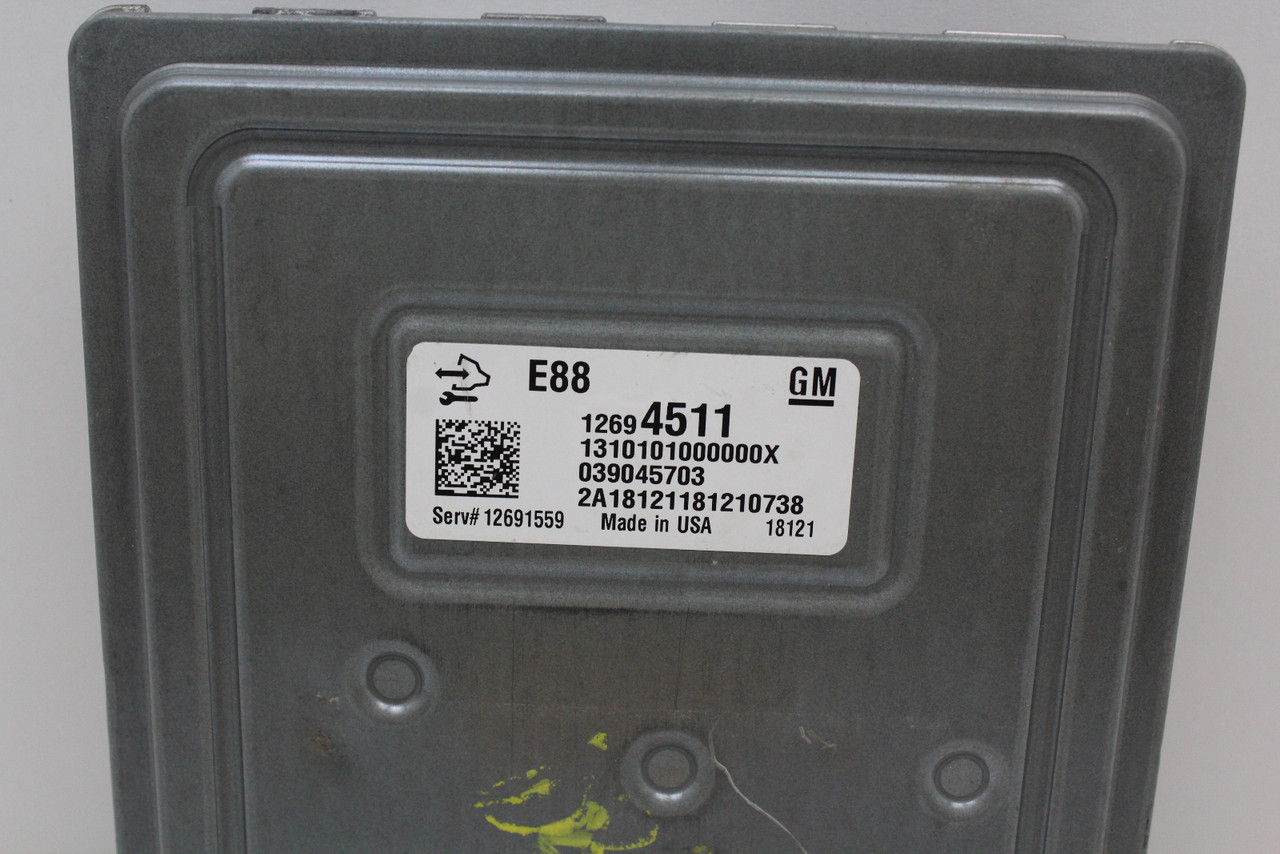 E88 GM
12694511
1310101000000X
039045703
2A18121181210738
Serv# 12691559 Made in USA 18121